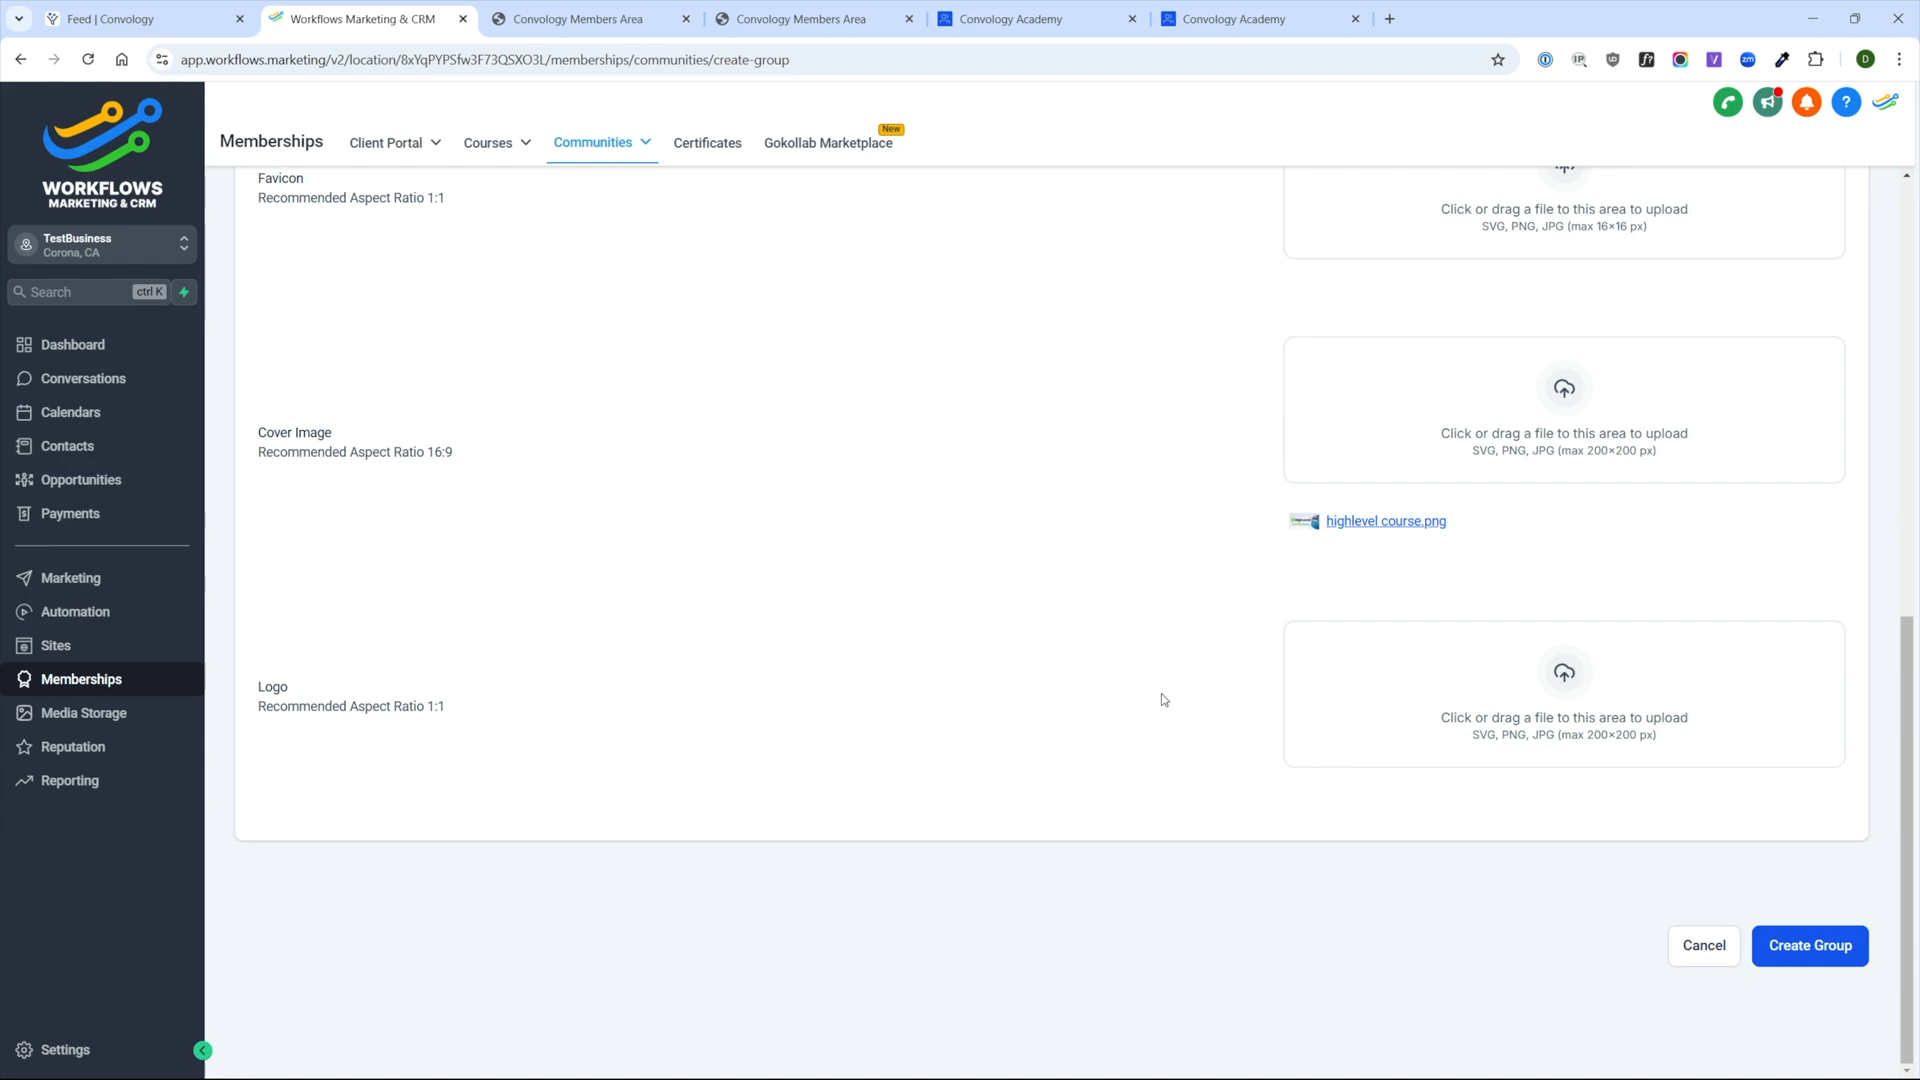 Feed | Convology
Workflows Marketing & CRM
Convology Members Area
Convology Members Area
Convology Academy
Convology Academy
app.workflows.marketing/v2/location/8xYqPYPSfw3F73QSXO3L/memberships/communities/create-group
D
WORKFLOWS
MARKETING & CRM
TestBusiness
Corona, CA
Search
ctrl K
Dashboard
Conversations
Calendars
Contacts
Opportunities
Payments
Marketing
Automation
Sites
Memberships
Media Storage
Reputation
Reporting
Settings
Memberships
Client Portal
Courses
Communities
Certificates
Gokollab Marketplace
New
Favicon
Recommended Aspect Ratio 1:1
Click or drag a file to this area to upload
SVG, PNG, JPG (max 16×16 px)
Cover Image
Recommended Aspect Ratio 16:9
Click or drag a file to this area to upload
SVG, PNG, JPG (max 200×200 px)
highlevel course.png
Logo
Recommended Aspect Ratio 1:1
Click or drag a file to this area to upload
SVG, PNG, JPG (max 200×200 px)
Cancel
Create Group